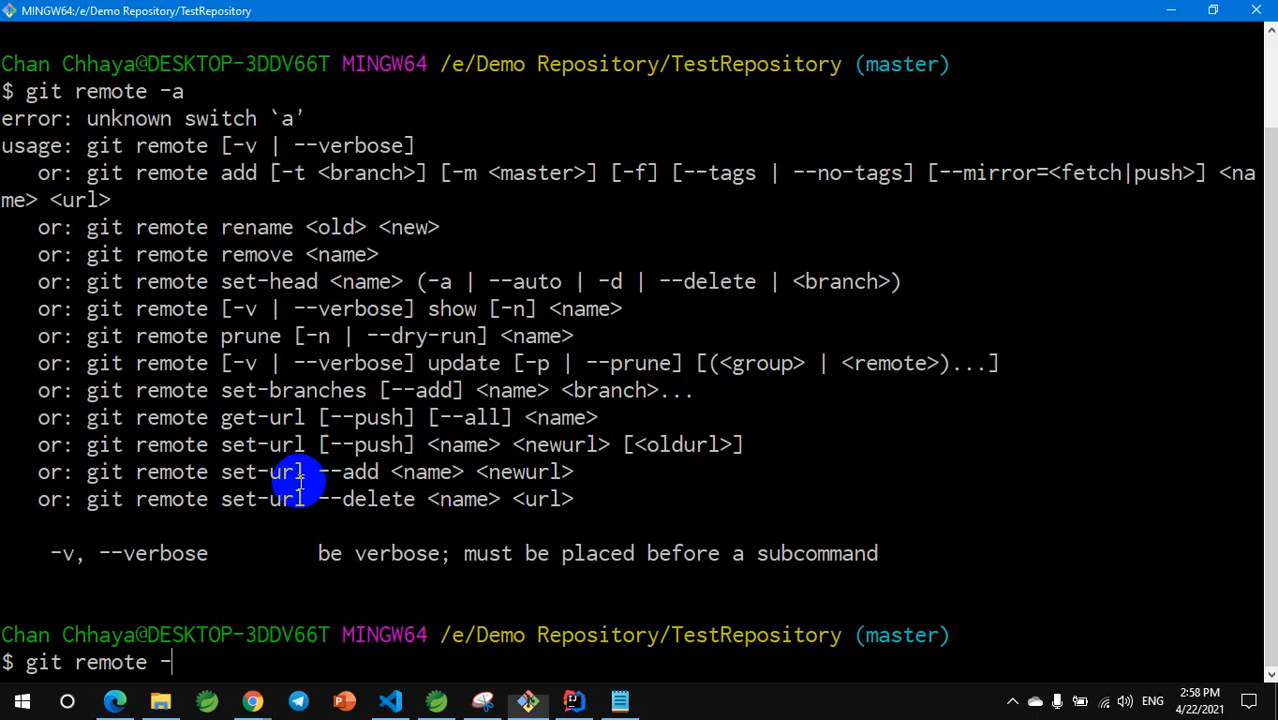 MINGW64:/e/Demo Repository/TestRepository
Chan Chhaya@DESKTOP-3DDV66T MINGW64 /e/Demo Repository/TestRepository (master)
$ git remote -a
error: unknown switch `a'
usage: git remote [-v | --verbose]
   or: git remote add [-t <branch>] [-m <master>] [-f] [--tags | --no-tags] [--mirror=<fetch|push>] <na
me> <url>
   or: git remote rename <old> <new>
   or: git remote remove <name>
   or: git remote set-head <name> (-a | --auto | -d | --delete | <branch>)
   or: git remote [-v | --verbose] show [-n] <name>
   or: git remote prune [-n | --dry-run] <name>
   or: git remote [-v | --verbose] update [-p | --prune] [(<group> | <remote>)...]
   or: git remote set-branches [--add] <name> <branch>...
   or: git remote get-url [--push] [--all] <name>
   or: git remote set-url [--push] <name> <newurl> [<oldurl>]
   or: git remote set-url --add <name> <newurl>
   or: git remote set-url --delete <name> <url>
    -v, --verbose         be verbose; must be placed before a subcommand
Chan Chhaya@DESKTOP-3DDV66T MINGW64 /e/Demo Repository/TestRepository (master)
$ git remote -
ENG
2:58 PM
4/22/2021